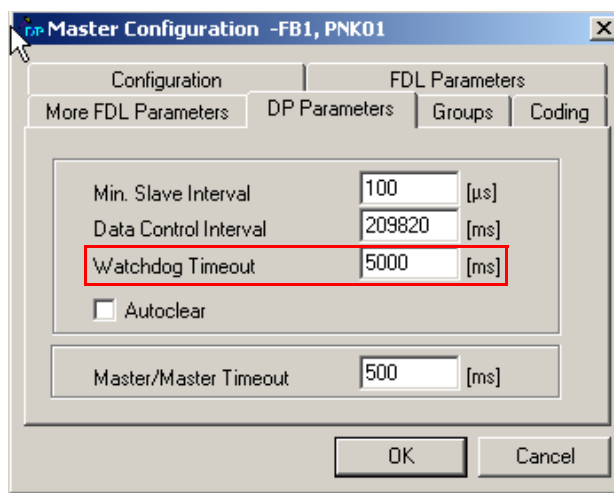 DP Master Configuration -FB1, PNK01
Configuration FDL Parameters
More FDL Parameters DP Parameters Groups Coding
Min. Slave Interval 100 [µs]
Data Control Interval 209820 [ms]
Watchdog Timeout 5000 [ms]
Autoclear
Master/Master Timeout 500 [ms]
OK Cancel